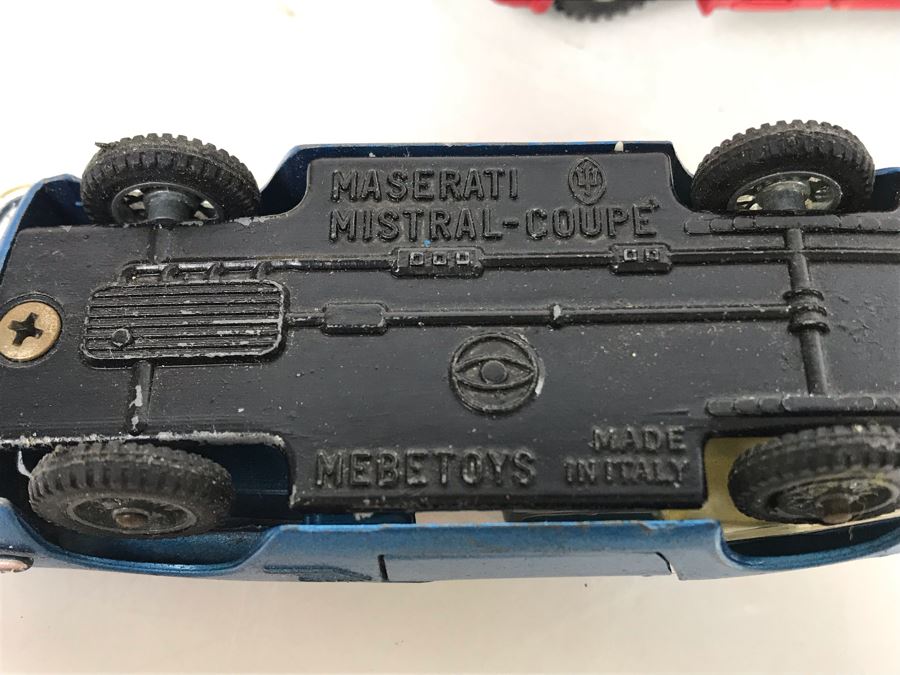 MASERATI
MISTRAL-COUPE'
MEBETOYS
MADE
IN ITALY